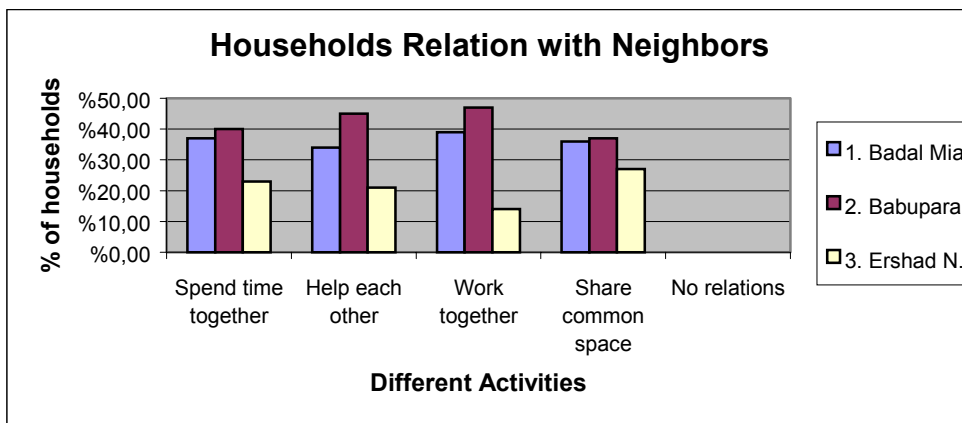 Households Relation with Neighbors
% of households
%50,00
%40,00
%30,00
%20,00
%10,00
%0,00
Spend time
together
Help each
other
Work
together
Share
common
space
No relations
Different Activities
1. Badal Mia
2. Babupara
3. Ershad N.